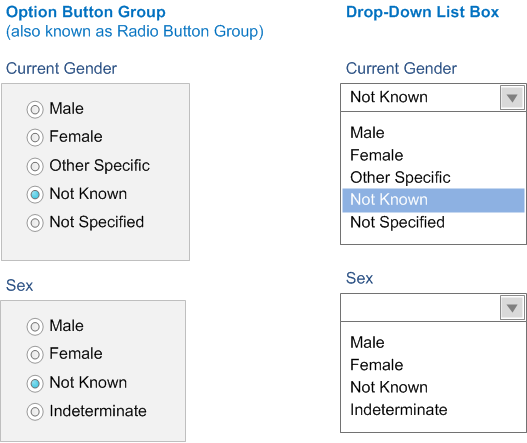 Option Button Group
(also known as Radio Button Group)
Current Gender
Male
Female
Other Specific
Not Known
Not Specified
Sex
Male
Female
Not Known
Indeterminate
Drop-Down List Box
Current Gender
Not Known
Male
Female
Other Specific
Not Known
Not Specified
Sex
Male
Female
Not Known
Indeterminate